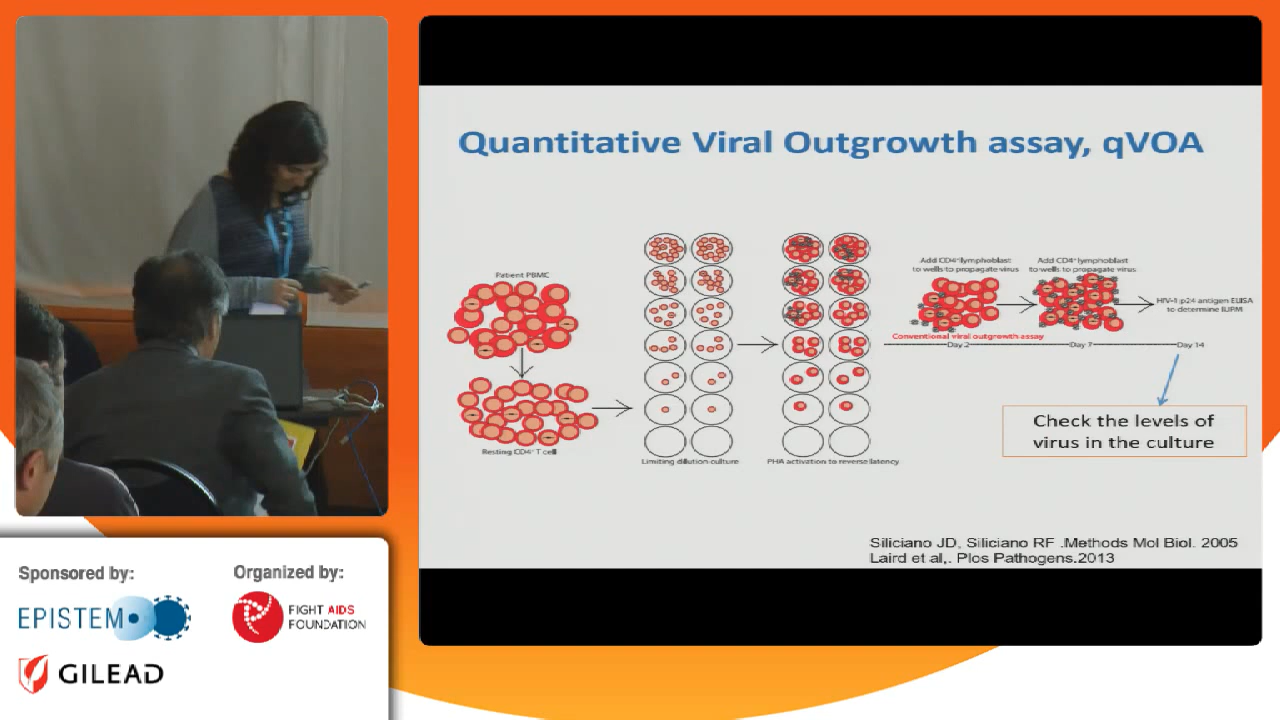 Quantitative Viral Outgrowth assay, qVOA
Patient PBMC
Resting CD4⁺ T cell
Limiting dilution culture
PHA activation to reverse latency
Add CD4⁺ lymphoblast
to wells to propagate virus
Add CD4⁺ lymphoblast
to wells to propagate virus
HIV-1 p24 antigen ELISA
to determine IUPM
Conventional viral outgrowth assay
Day 2
Day 7
Day 14
Check the levels of
virus in the culture
Siliciano JD, Siliciano RF .Methods Mol Biol. 2005
Laird et al,. Plos Pathogens.2013
Sponsored by:
EPISTEM
GILEAD
Organized by:
FIGHT AIDS
FOUNDATION